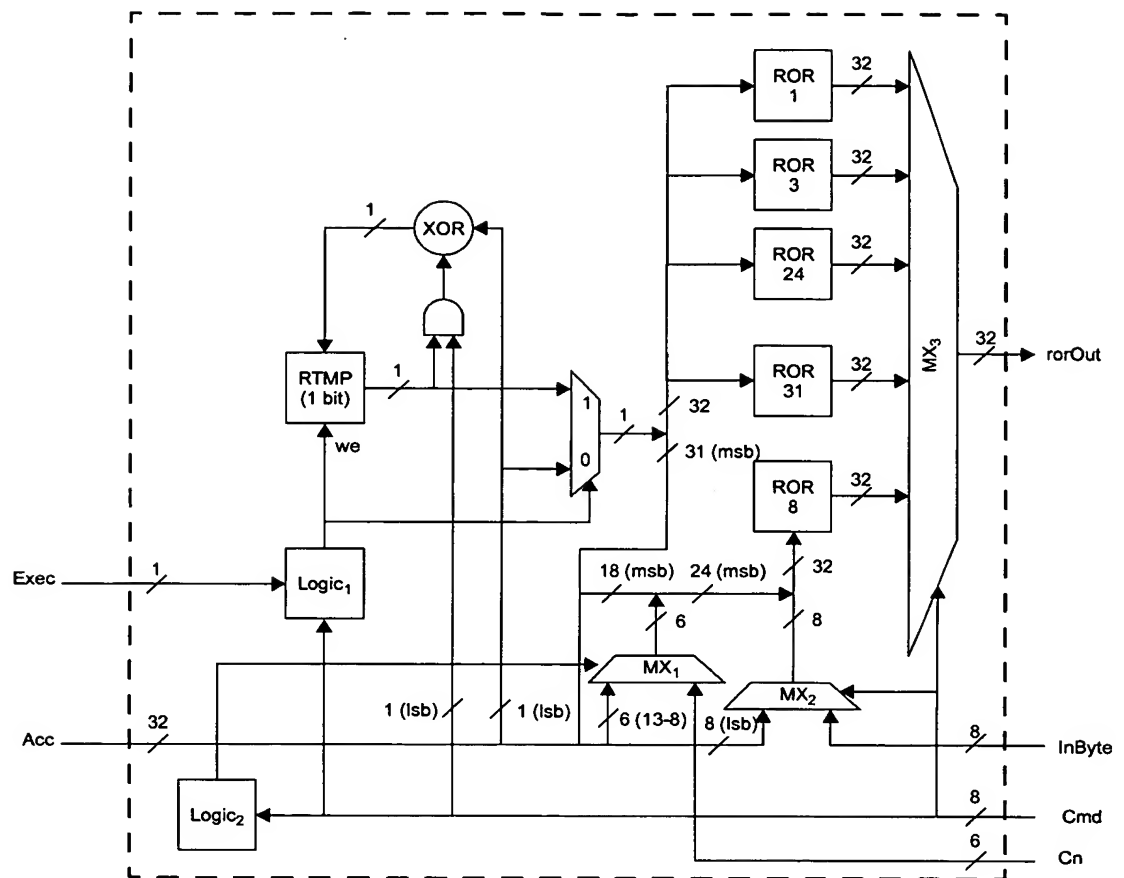 32
ROR
1
32
ROR
3
1
XOR
32
ROR
24
MX₃
32
rorOut
RTMP
(1 bit)
1
1
0
1
32
ROR
31
32
31 (msb)
we
32
ROR
8
Exec
1
Logic₁
18 (msb)
24 (msb)
32
6
8
MX₁
MX₂
1 (lsb)
1 (lsb)
6 (13-8)
8 (lsb)
Acc
32
8
InByte
Logic₂
8
Cmd
6
Cn